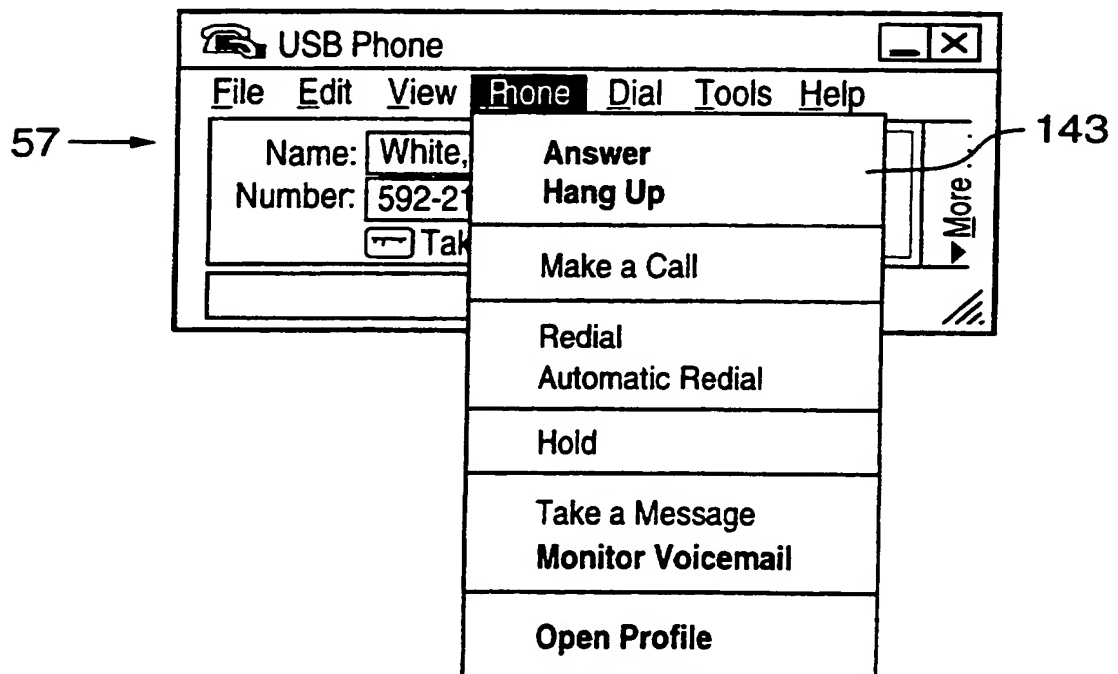 USB Phone
File Edit View Phone Dial Tools Help
57
143
Name: White,
Number: 592-21
Tak
More...
Answer
Hang Up
Make a Call
Redial
Automatic Redial
Hold
Take a Message
Monitor Voicemail
Open Profile